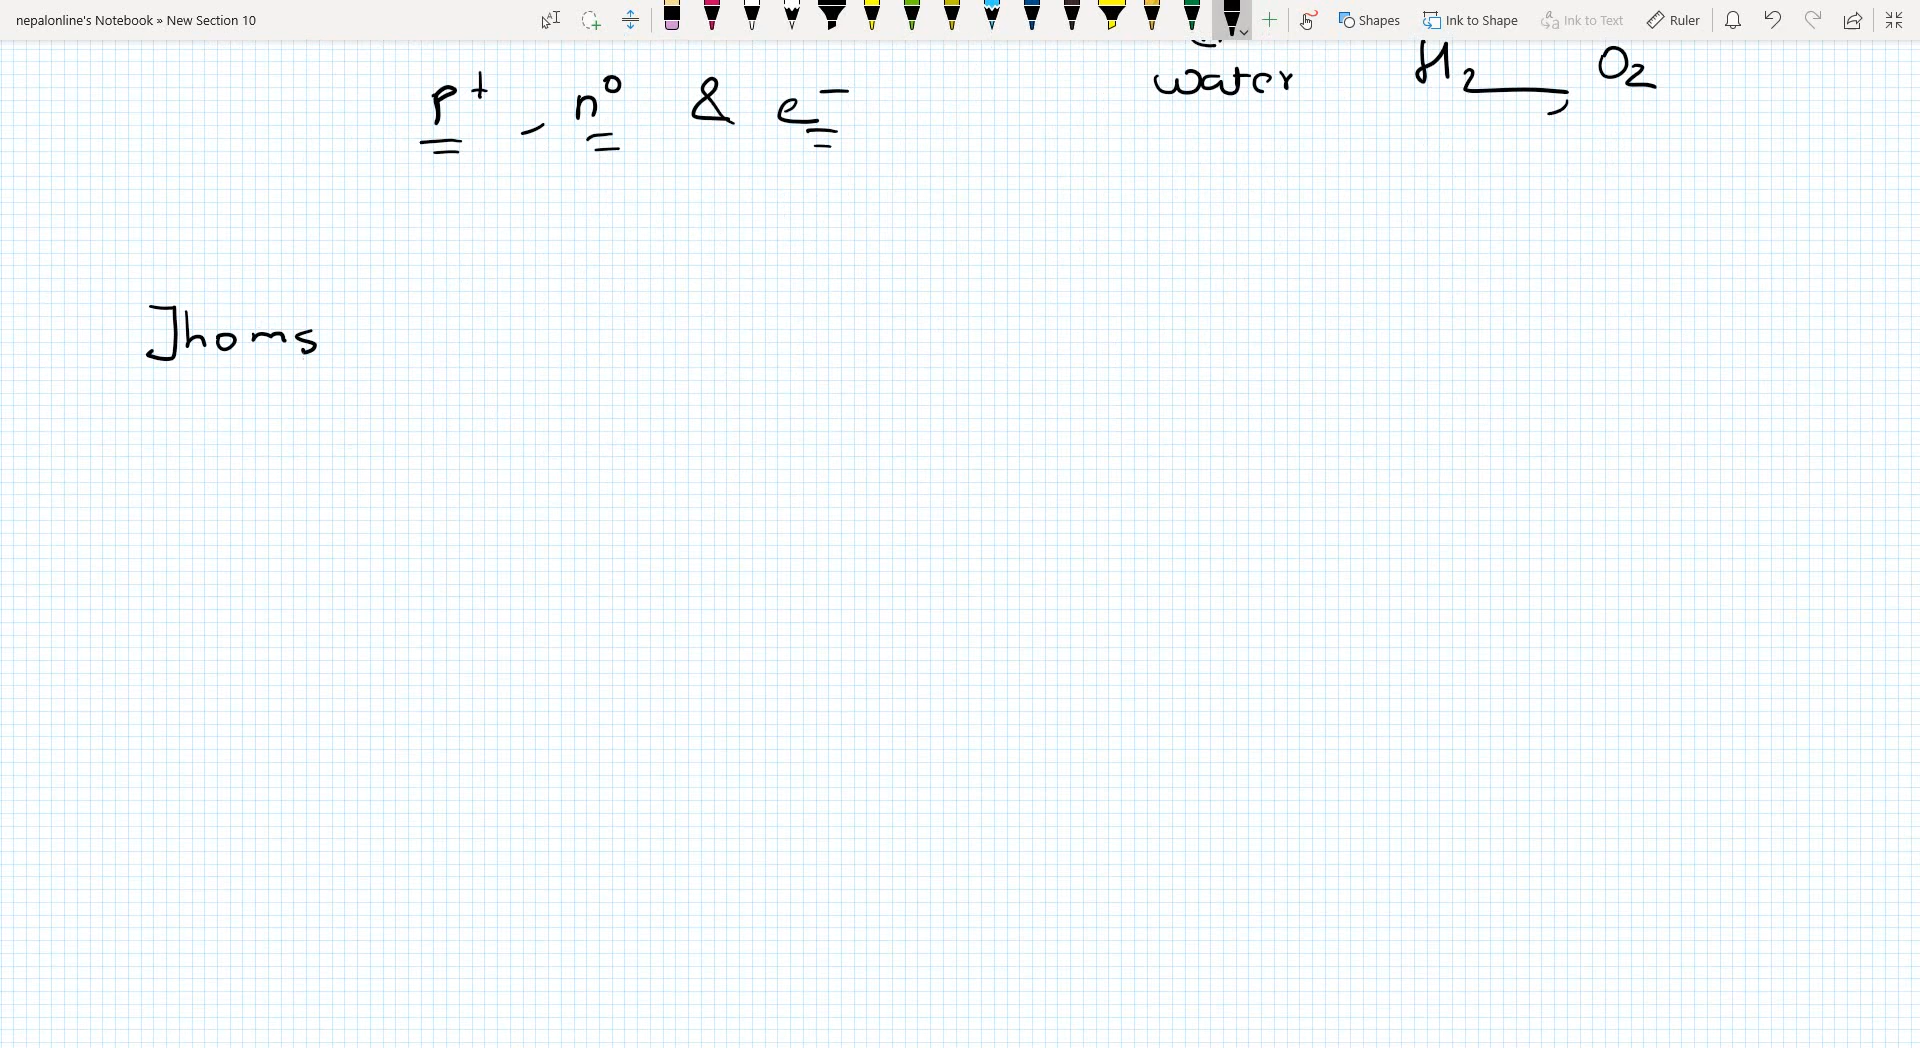 nepalonline's Notebook » New Section 10
Shapes Ink to Shape Ink to Text Ruler
p⁺, n⁰ & e⁻
water H₂, O₂
Jhoms